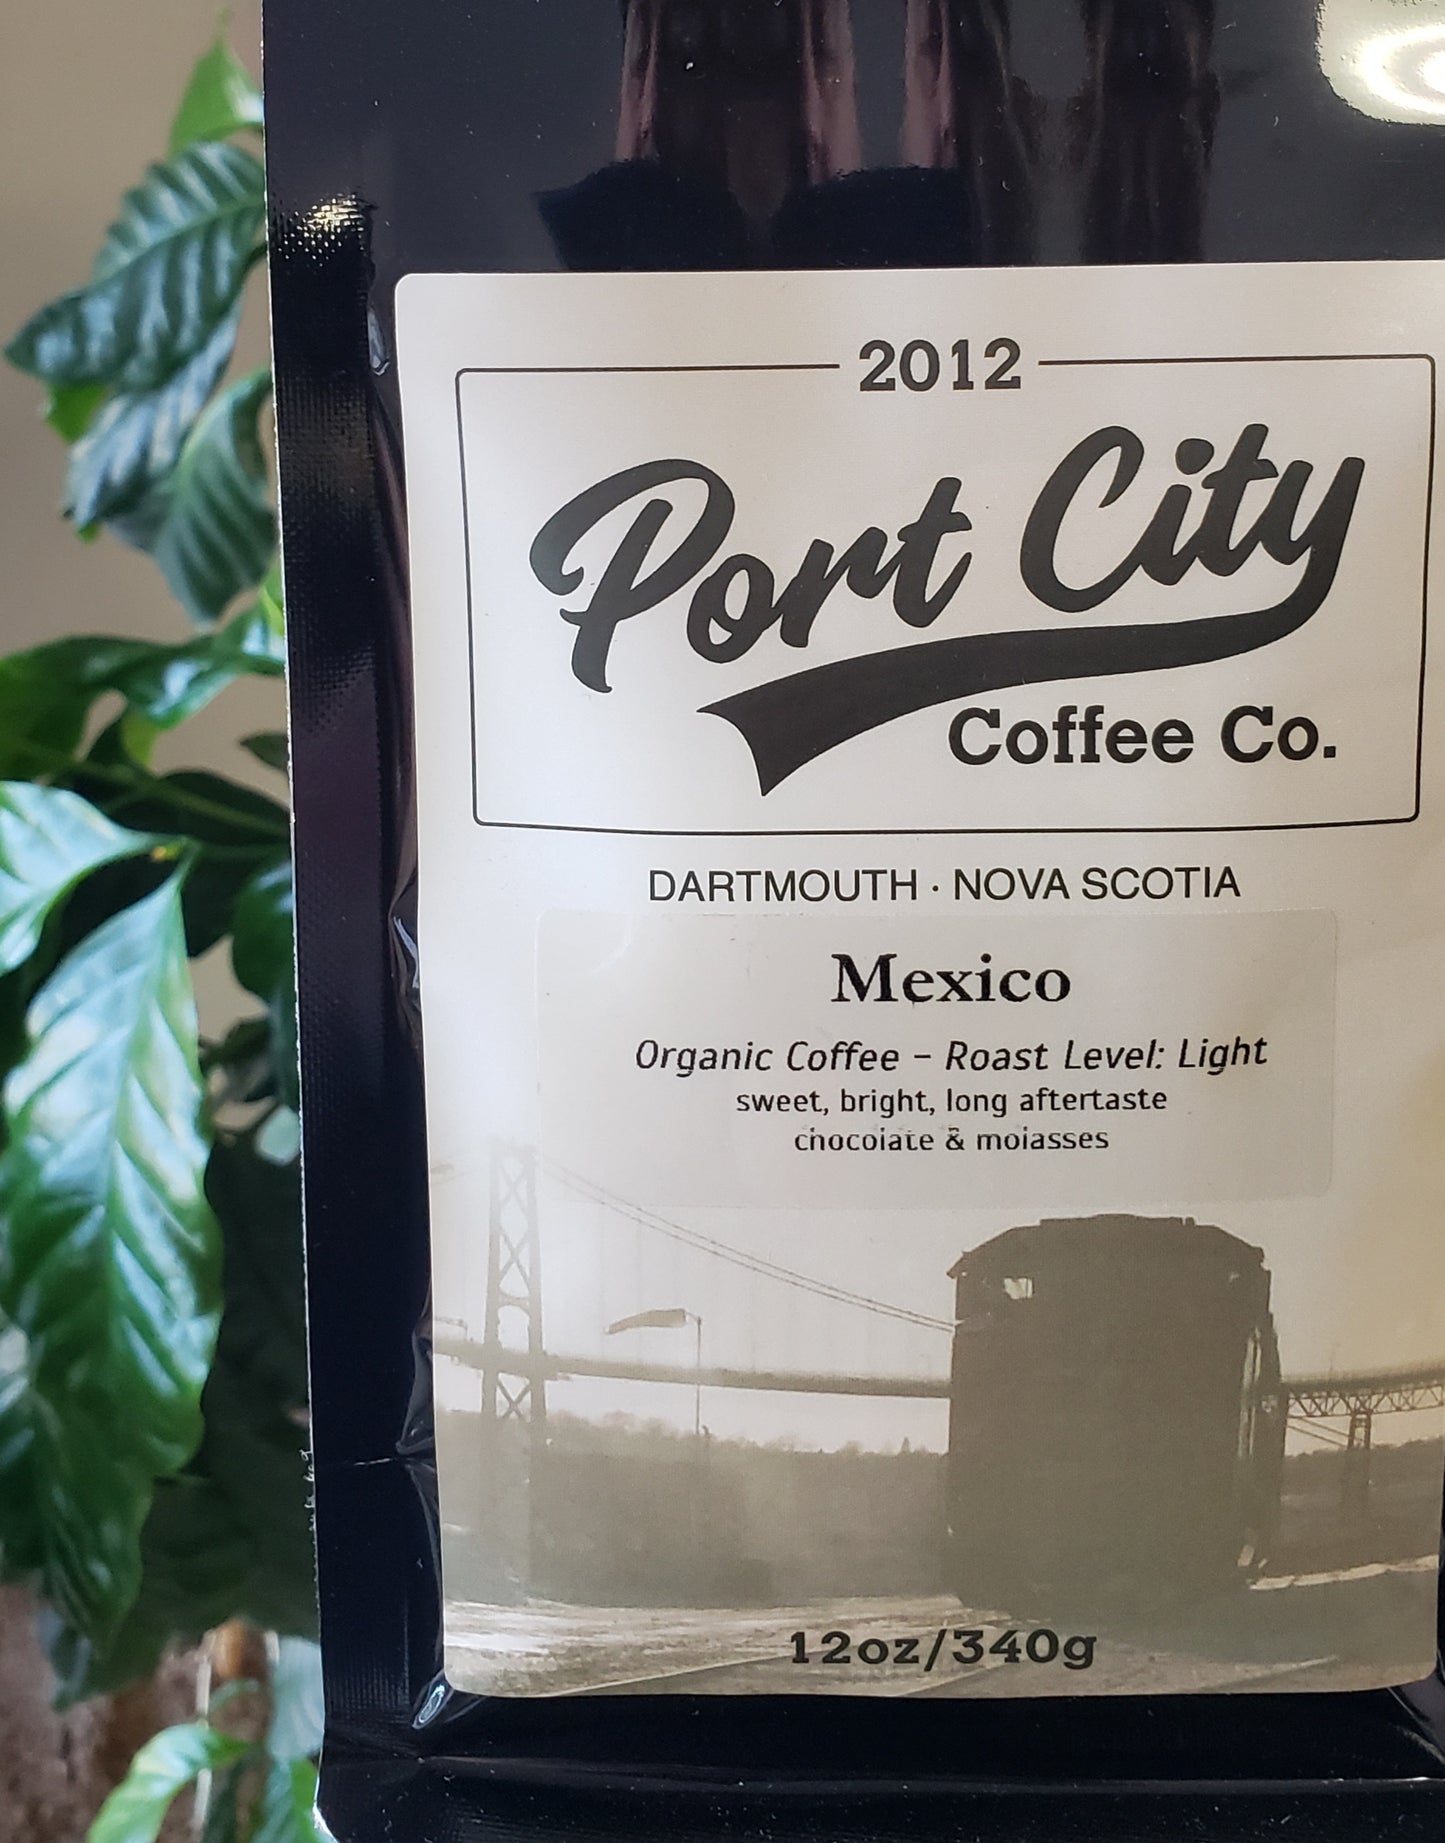 2012
Port City
Coffee Co.
DARTMOUTH · NOVA SCOTIA
Mexico
Organic Coffee – Roast Level: Light
sweet, bright, long aftertaste
chocolate & molasses
12oz/340g